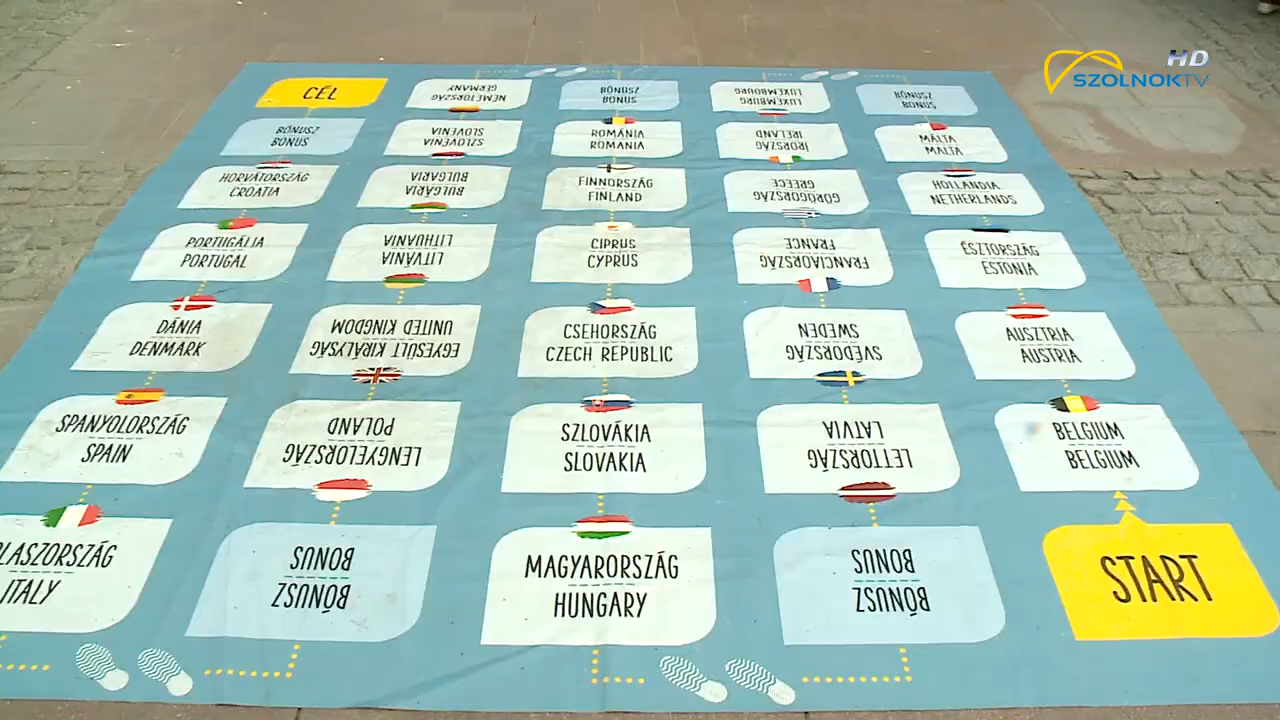 HD
SZOLNOKTV
CÉL
NÉMETORSZÁG
GERMANY
BÓNUSZ
BONUS
LUXEMBURG
LUXEMBOURG
BÓNUSZ
BONUS
BÓNUSZ
BONUS
SZLOVÉNIA
SLOVENIA
ROMÁNIA
ROMANIA
ÍRORSZÁG
IRELAND
MÁLTA
MALTA
HORVÁTORSZÁG
CROATIA
BULGÁRIA
BULGARIA
FINNORSZÁG
FINLAND
GÖRÖGORSZÁG
GREECE
HOLLANDIA
NETHERLANDS
PORTUGÁLIA
PORTUGAL
LITVÁNIA
LITHUANIA
CIPRUS
CYPRUS
FRANCIAORSZÁG
FRANCE
ÉSZTORSZÁG
ESTONIA
DÁNIA
DENMARK
EGYESÜLT KIRÁLYSÁG
UNITED KINGDOM
CSEHORSZÁG
CZECH REPUBLIC
SVÉDORSZÁG
SWEDEN
AUSZTRIA
AUSTRIA
SPANYOLORSZÁG
SPAIN
LENGYELORSZÁG
POLAND
SZLOVÁKIA
SLOVAKIA
LETTORSZÁG
LATVIA
BELGIUM
BELGIUM
LASZORSZÁG
ITALY
BÓNUSZ
BONUS
MAGYARORSZÁG
HUNGARY
BÓNUSZ
BONUS
START